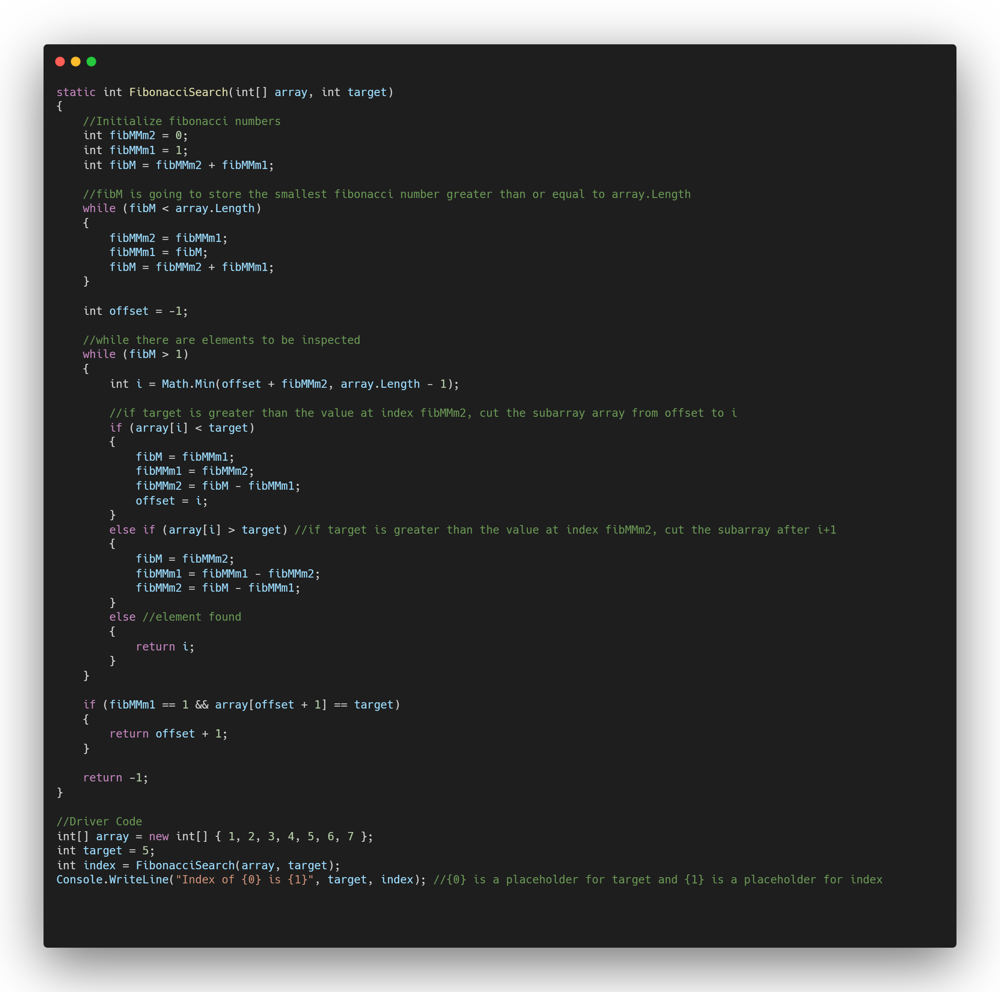 static int FibonacciSearch(int[] array, int target)
{
    //Initialize fibonacci numbers
    int fibMMm2 = 0;
    int fibMMm1 = 1;
    int fibM = fibMMm2 + fibMMm1;

    //fibM is going to store the smallest fibonacci number greater than or equal to array.Length
    while (fibM < array.Length)
    {
        fibMMm2 = fibMMm1;
        fibMMm1 = fibM;
        fibM = fibMMm2 + fibMMm1;
    }

    int offset = -1;

    //while there are elements to be inspected
    while (fibM > 1)
    {
        int i = Math.Min(offset + fibMMm2, array.Length - 1);

        //if target is greater than the value at index fibMMm2, cut the subarray array from offset to i
        if (array[i] < target)
        {
            fibM = fibMMm1;
            fibMMm1 = fibMMm2;
            fibMMm2 = fibM - fibMMm1;
            offset = i;
        }
        else if (array[i] > target) //if target is greater than the value at index fibMMm2, cut the subarray after i+1
        {
            fibM = fibMMm2;
            fibMMm1 = fibMMm1 - fibMMm2;
            fibMMm2 = fibM - fibMMm1;
        }
        else //element found
        {
            return i;
        }
    }

    if (fibMMm1 == 1 && array[offset + 1] == target)
    {
        return offset + 1;
    }

    return -1;
}

//Driver Code
int[] array = new int[] { 1, 2, 3, 4, 5, 6, 7 };
int target = 5;
int index = FibonacciSearch(array, target);
Console.WriteLine("Index of {0} is {1}", target, index); //{0} is a placeholder for target and {1} is a placeholder for index